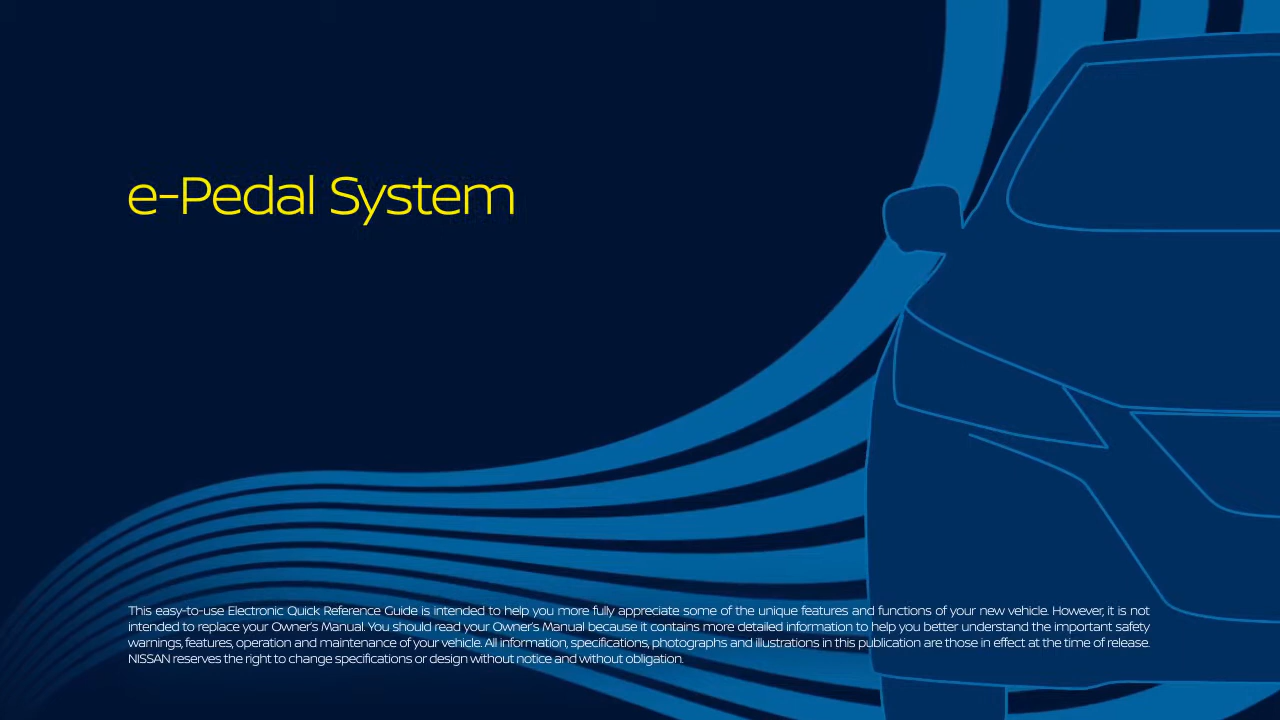 e-Pedal System
This easy-to-use Electronic Quick Reference Guide is intended to help you more fully appreciate some of the unique features and functions of your new vehicle. However, it is not
intended to replace your Owner's Manual. You should read your Owner's Manual because it contains more detailed information to help you better understand the important safety
warnings, features, operation and maintenance of your vehicle. All information, specifications, photographs and illustrations in this publication are those in effect at the time of release.
NISSAN reserves the right to change specifications or design without notice and without obligation.